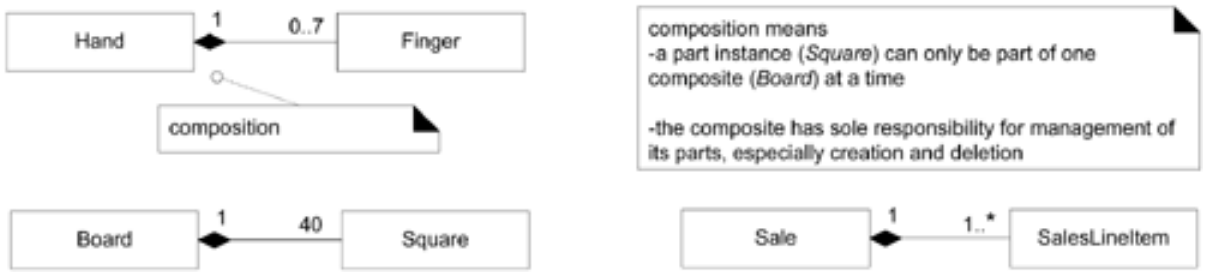 Hand
1
0..7
Finger
composition
composition means
-a part instance (Square) can only be part of one
composite (Board) at a time
-the composite has sole responsibility for management of
its parts, especially creation and deletion
Board
1
40
Square
Sale
1
1..*
SalesLineItem